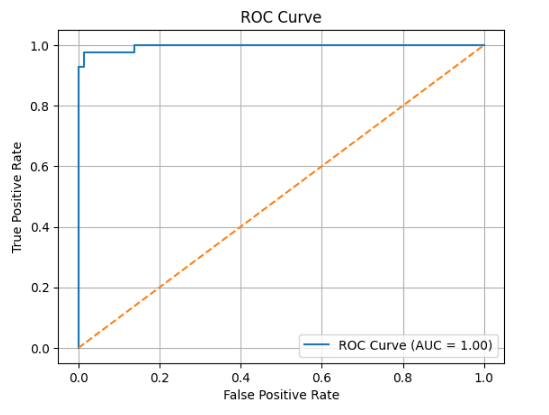 ROC Curve
True Positive Rate
1.0
0.8
0.6
0.4
0.2
0.0
ROC Curve (AUC = 1.00)
0.0 0.2 0.4 0.6 0.8 1.0
False Positive Rate